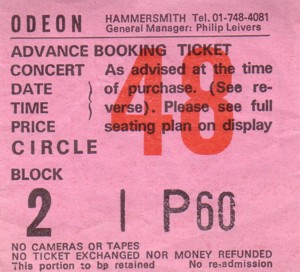 ODEON HAMMERSMITH Tel. 01-748-4081
General Manager: Philip Leivers
ADVANCE BOOKING TICKET
CONCERT As advised at the time
DATE ) of purchase. (See re-
TIME ) verse). Please see full
PRICE seating plan on display
48
CIRCLE
BLOCK
2 | P60
NO CAMERAS OR TAPES
NO TICKET EXCHANGED NOR MONEY REFUNDED
This portion to be retained No re-admission